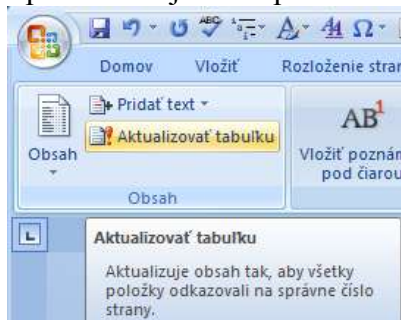 ABC
A A Ω
Domov Vložiť Rozloženie stran
Pridať text
Aktualizovať tabuľku
Obsah
AB1
Vložiť poznám
pod čiarou
Obsah
L
Aktualizovať tabuľku
Aktualizuje obsah tak, aby všetky
položky odkazovali na správne číslo
strany.